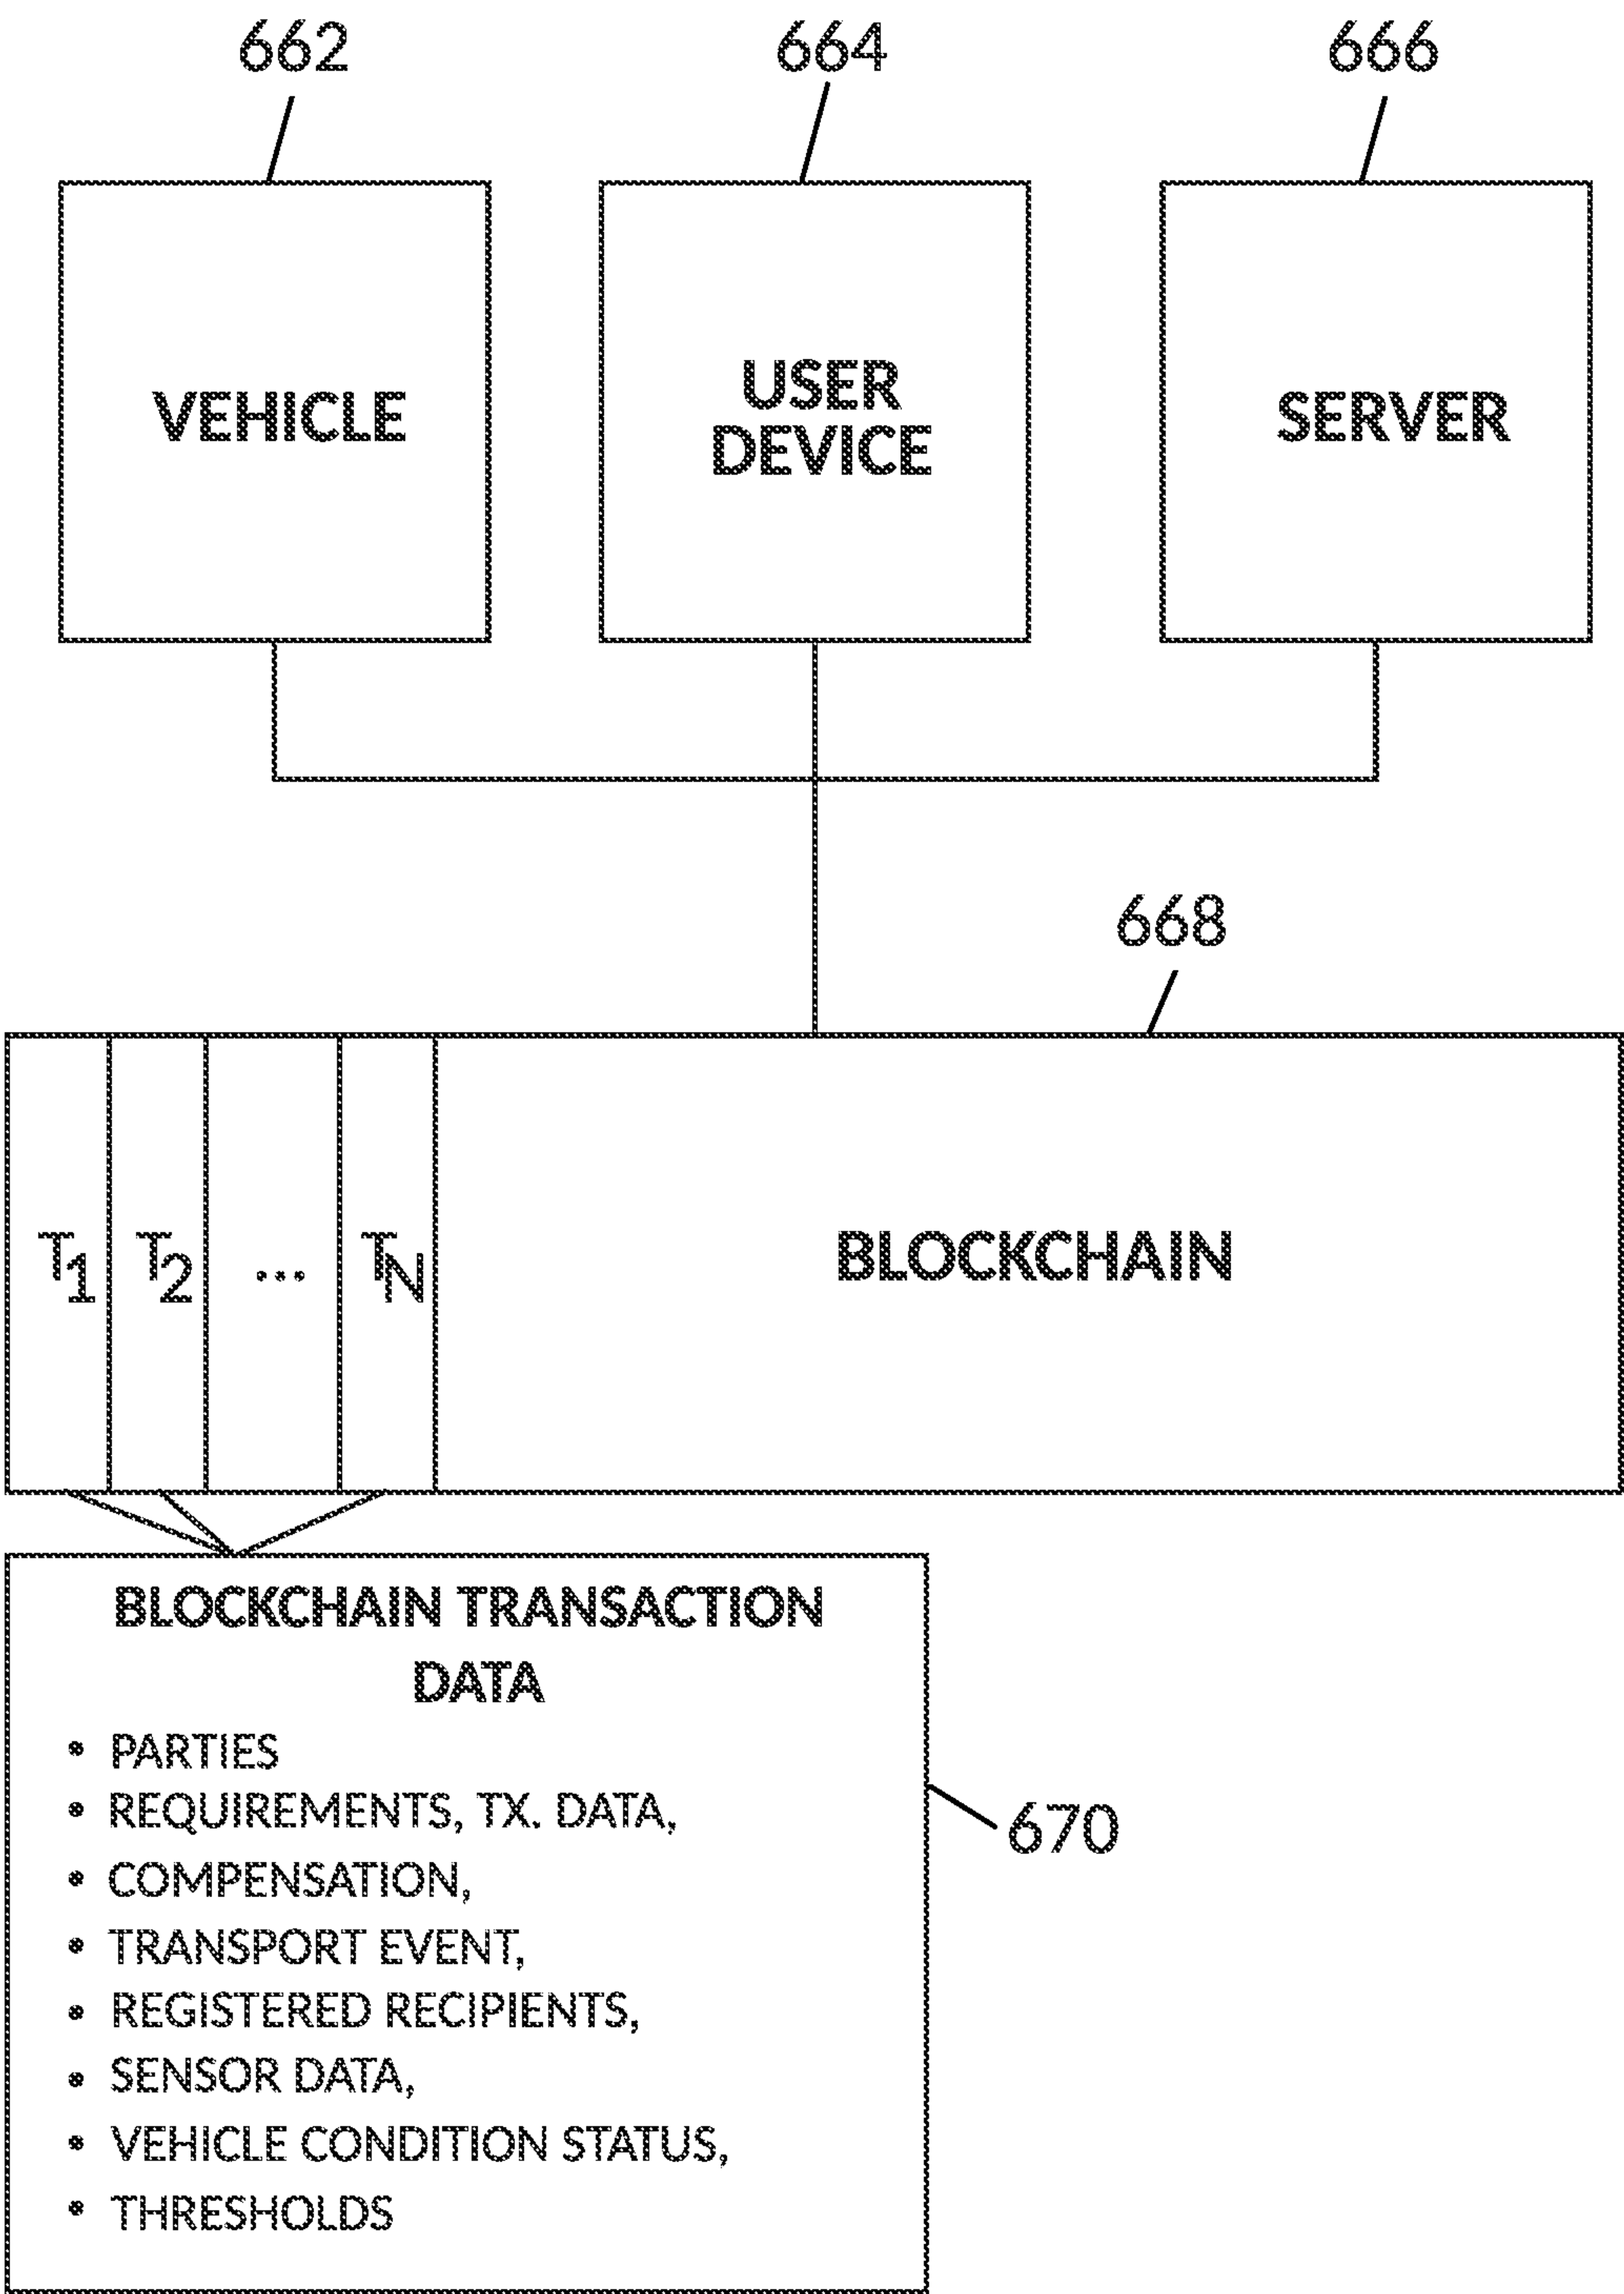 662
664
666
VEHICLE
USER
DEVICE
SERVER
668
T1
T2
...
TN
BLOCKCHAIN
BLOCKCHAIN TRANSACTION
DATA
• PARTIES
• REQUIREMENTS, TX. DATA,
• COMPENSATION,
• TRANSPORT EVENT,
• REGISTERED RECIPIENTS,
• SENSOR DATA,
• VEHICLE CONDITION STATUS,
• THRESHOLDS
670